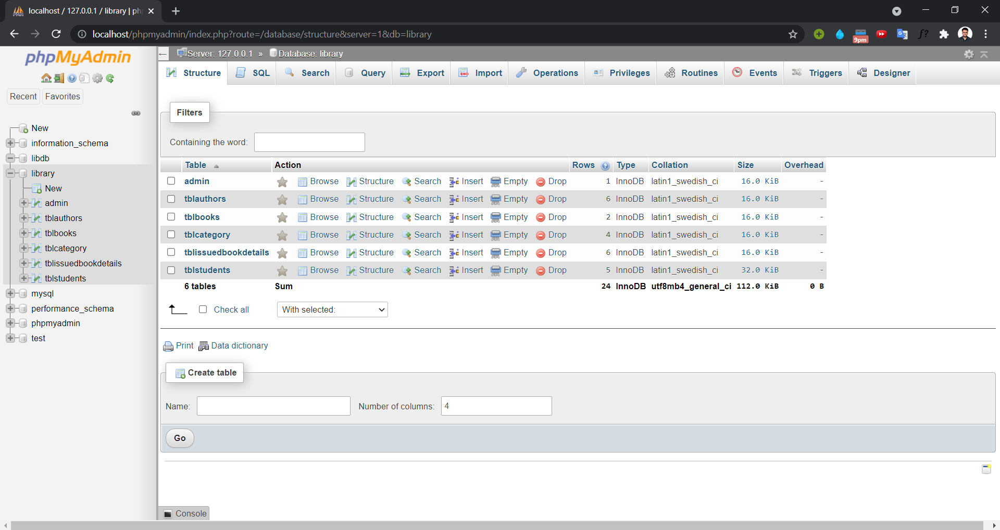 localhost / 127.0.0.1 / library | ph
localhost/phpmyadmin/index.php?route=/database/structure&server=1&db=library
9pm
f?
phpMyAdmin
Recent Favorites
New
information_schema
libdb
library
New
admin
tblauthors
tblbooks
tblcategory
tblissuedbookdetails
tblstudents
mysql
performance_schema
phpmyadmin
test
Server: 127.0.0.1 » Database: library
Structure SQL Search Query Export Import Operations Privileges Routines Events Triggers Designer
Filters
Containing the word:
Table Action Rows Type Collation Size Overhead
admin Browse Structure Search Insert Empty Drop 1 InnoDB latin1_swedish_ci 16.0 KiB -
tblauthors Browse Structure Search Insert Empty Drop 6 InnoDB latin1_swedish_ci 16.0 KiB -
tblbooks Browse Structure Search Insert Empty Drop 2 InnoDB latin1_swedish_ci 16.0 KiB -
tblcategory Browse Structure Search Insert Empty Drop 4 InnoDB latin1_swedish_ci 16.0 KiB -
tblissuedbookdetails Browse Structure Search Insert Empty Drop 6 InnoDB latin1_swedish_ci 16.0 KiB -
tblstudents Browse Structure Search Insert Empty Drop 5 InnoDB latin1_swedish_ci 32.0 KiB -
6 tables Sum 24 InnoDB utf8mb4_general_ci 112.0 KiB 0 B
Check all With selected:
Print Data dictionary
Create table
Name: Number of columns: 4
Go
Console